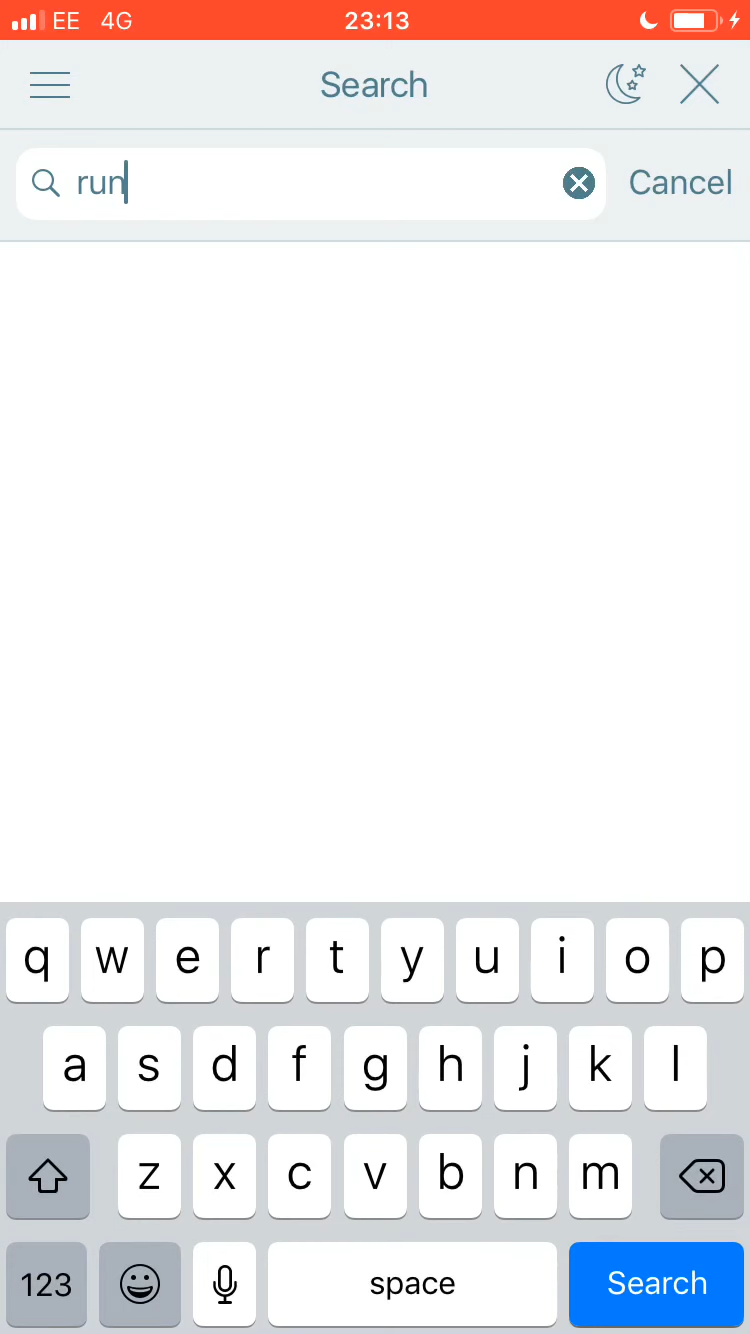 EE 4G 23:13
Search
run Cancel
q w e r t y u i o p
a s d f g h j k l
z x c v b n m
123 space Search